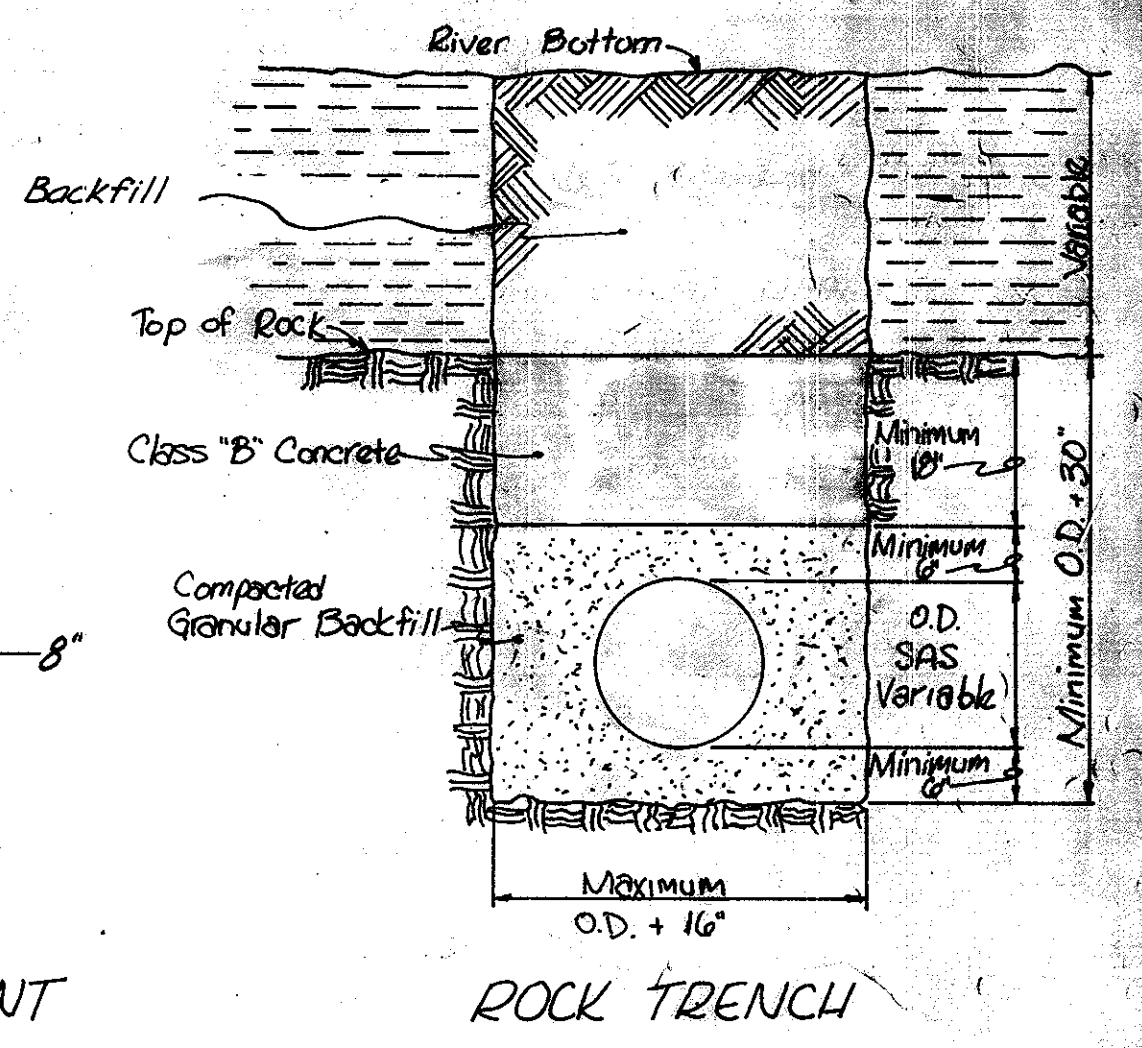 River Bottom
Backfill
Variable
Top of Rock
Class "B" Concrete
Minimum
18"
Minimum O.D. + 30"
Minimum
6"
Compacted
Granular Backfill
O.D.
SAS
Variable
8"
Minimum
6"
Maximum
O.D. + 16"
NT
ROCK TRENCH